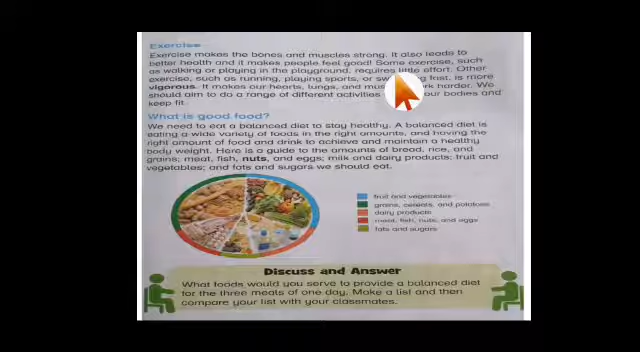 Exercise
Exercise makes the bones and muscles strong. It also leads to
better health and it makes people feel good! Some exercise, such
as walking or playing in the playground, requires little effort. Other
exercise, such as running, playing sports, or fast, is more
vigorous. It makes our hearts, lungs, and harder. We
should aim to do a range of different activities our bodies and
keep fit.
What is good food?
We need to eat a balanced diet to stay healthy. A balanced diet is
eating a wide variety of foods in the right amounts, and having the
right amount of food and drink to achieve and maintain a healthy
body weight. Here is a guide to the amounts of bread, rice, and
grains; meat, fish, nuts, and eggs; milk and dairy products; fruit and
vegetables; and fats and sugars we should eat.
fruit and vegetables
grains, cereals, and potatoes
dairy products
meat, fish, nuts, and eggs
fats and sugars
Discuss and Answer
What foods would you serve to provide a balanced diet
for the three meals of one day. Make a list and then
compare your list with your classmates.